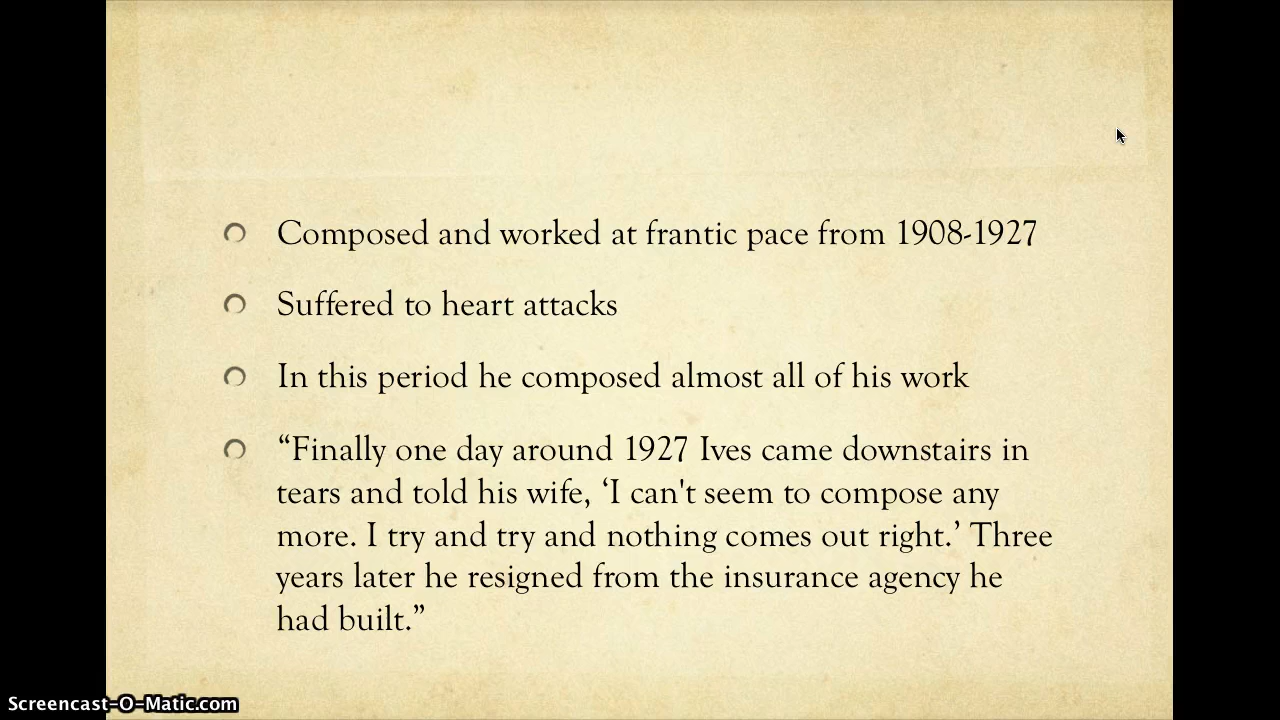 Composed and worked at frantic pace from 1908-1927
Suffered to heart attacks
In this period he composed almost all of his work
“Finally one day around 1927 Ives came downstairs in
tears and told his wife, ‘I can't seem to compose any
more. I try and try and nothing comes out right.’ Three
years later he resigned from the insurance agency he
had built.”
Screencast-O-Matic.com